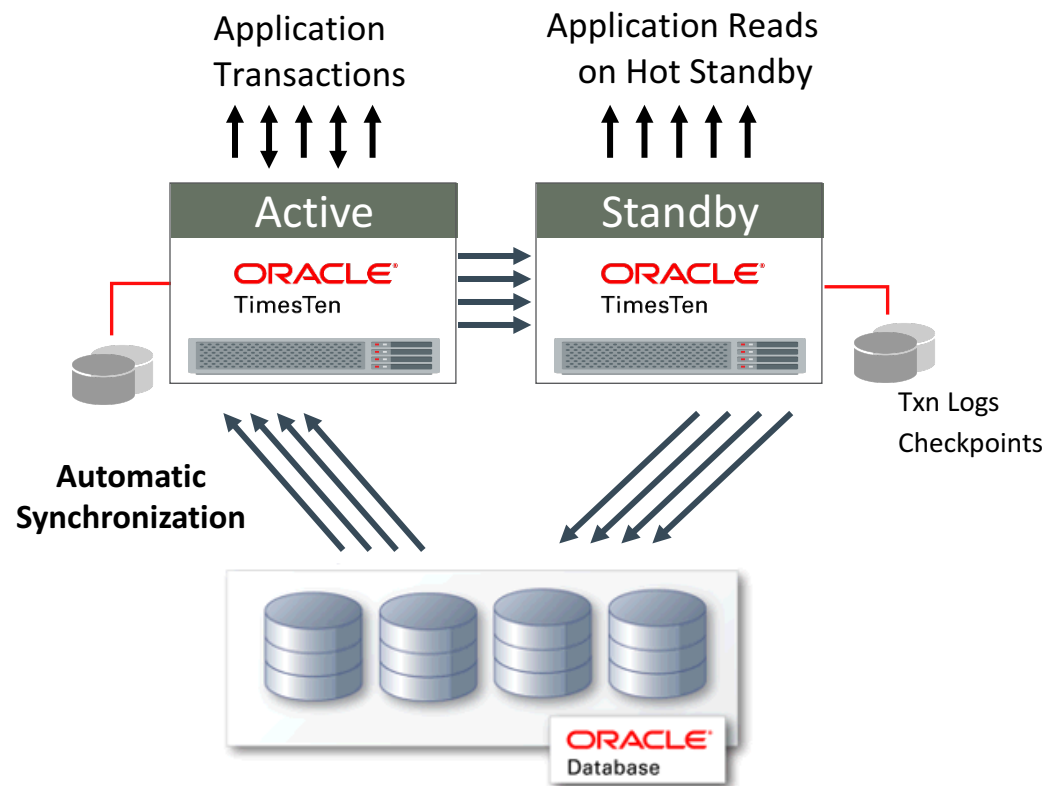 Application
Transactions
Application Reads
on Hot Standby
Active
Standby
ORACLE®
TimesTen
ORACLE®
TimesTen
Txn Logs
Checkpoints
Automatic
Synchronization
ORACLE®
Database